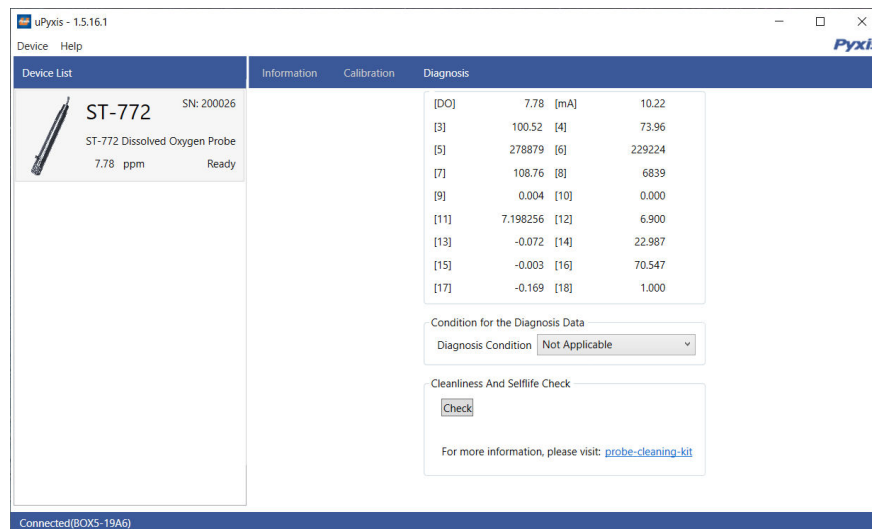 uPyxis - 1.5.16.1
Device Help
Device List
Information Calibration Diagnosis
ST-772 SN: 200026
ST-772 Dissolved Oxygen Probe
7.78 ppm Ready
[DO] 7.78 [mA] 10.22
[3] 100.52 [4] 73.96
[5] 278879 [6] 229224
[7] 108.76 [8] 6839
[9] 0.004 [10] 0.000
[11] 7.198256 [12] 6.900
[13] -0.072 [14] 22.987
[15] -0.003 [16] 70.547
[17] -0.169 [18] 1.000
Condition for the Diagnosis Data
Diagnosis Condition Not Applicable
Cleanliness And Selflife Check
Check
For more information, please visit: probe-cleaning-kit
Connected(BOX5-19A6)